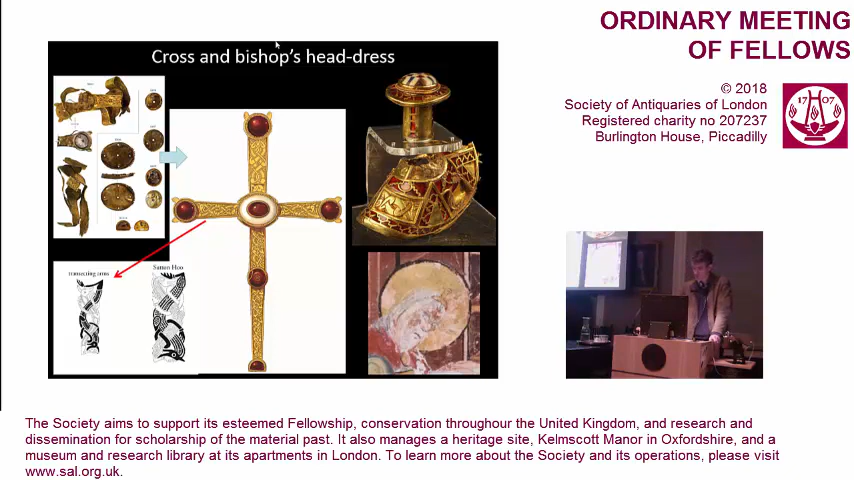 ORDINARY MEETING
OF FELLOWS
Cross and bishop's head-dress
© 2018
Society of Antiquaries of London
Registered charity no 207237
Burlington House, Piccadilly
17 07
transecting arms
Sutton Hoo
The Society aims to support its esteemed Fellowship, conservation throughour the United Kingdom, and research and
dissemination for scholarship of the material past. It also manages a heritage site, Kelmscott Manor in Oxfordshire, and a
museum and research library at its apartments in London. To learn more about the Society and its operations, please visit
www.sal.org.uk.